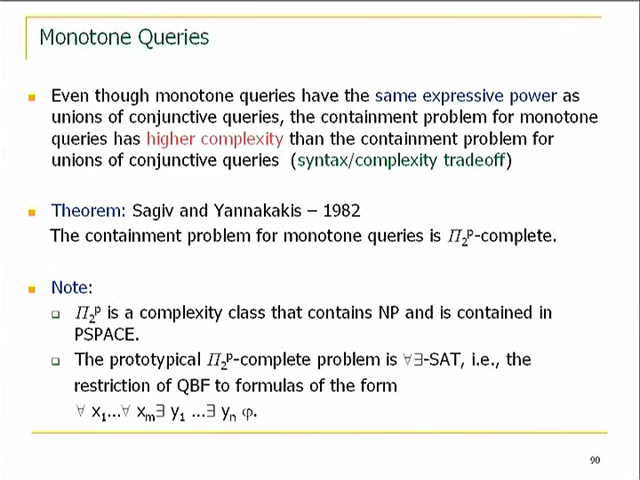 Monotone Queries
■ Even though monotone queries have the same expressive power as
unions of conjunctive queries, the containment problem for monotone
queries has higher complexity than the containment problem for
unions of conjunctive queries (syntax/complexity tradeoff)
■ Theorem: Sagiv and Yannakakis – 1982
The containment problem for monotone queries is Π₂ᵖ-complete.
■ Note:
❑ Π₂ᵖ is a complexity class that contains NP and is contained in
PSPACE.
❑ The prototypical Π₂ᵖ-complete problem is ∀∃-SAT, i.e., the
restriction of QBF to formulas of the form
∀ x₁...∀ xₘ∃ y₁ ...∃ yₙ φ.
90